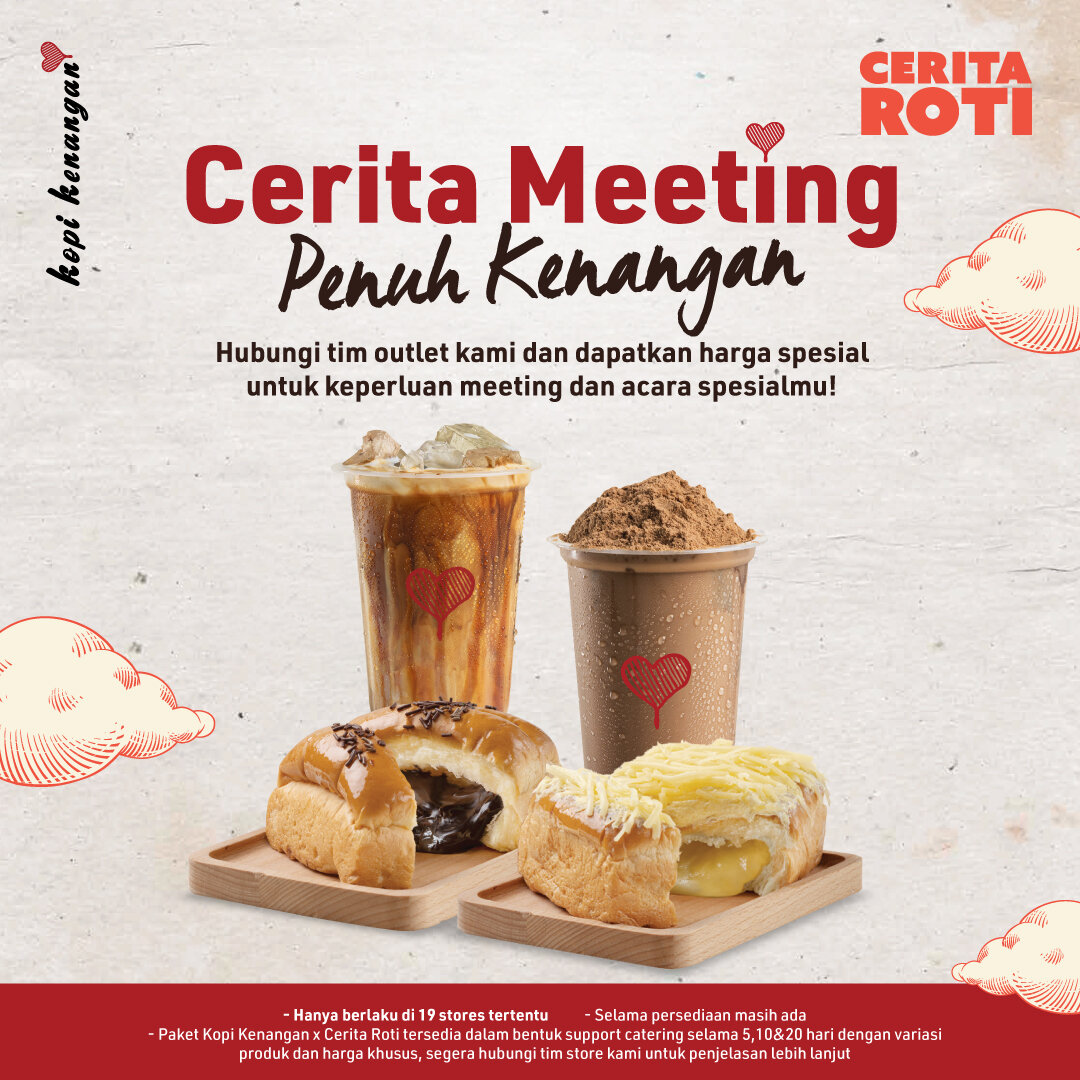 kopi kenangan
CERITA
ROTI
Cerita Meeting
Penuh Kenangan
Hubungi tim outlet kami dan dapatkan harga spesial
untuk keperluan meeting dan acara spesialmu!
- Hanya berlaku di 19 stores tertentu - Selama persediaan masih ada
- Paket Kopi Kenangan x Cerita Roti tersedia dalam bentuk support catering selama 5,10&20 hari dengan variasi
produk dan harga khusus, segera hubungi tim store kami untuk penjelasan lebih lanjut